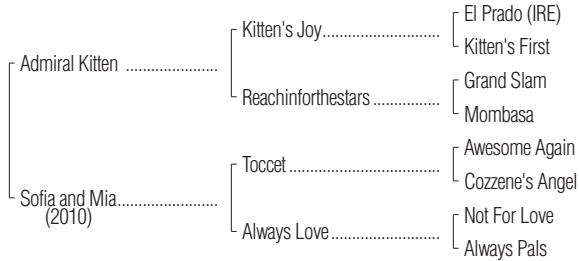 El Prado (IRE)
Kitten's Joy................................
Kitten's First
Admiral Kitten ........................
Grand Slam
Reachinforthestars ..................
Mombasa
Awesome Again
Toccet.........................................
Cozzene's Angel
Sofia and Mia..........................
(2010)
Not For Love
Always Love.............................
Always Pals